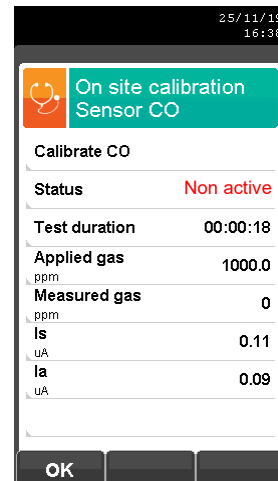 25/11/19
16:38
On site calibration
Sensor CO
Calibrate CO
Status Non active
Test duration 00:00:18
Applied gas 1000.0
ppm
Measured gas 0
ppm
Is 0.11
uA
Ia 0.09
uA
OK